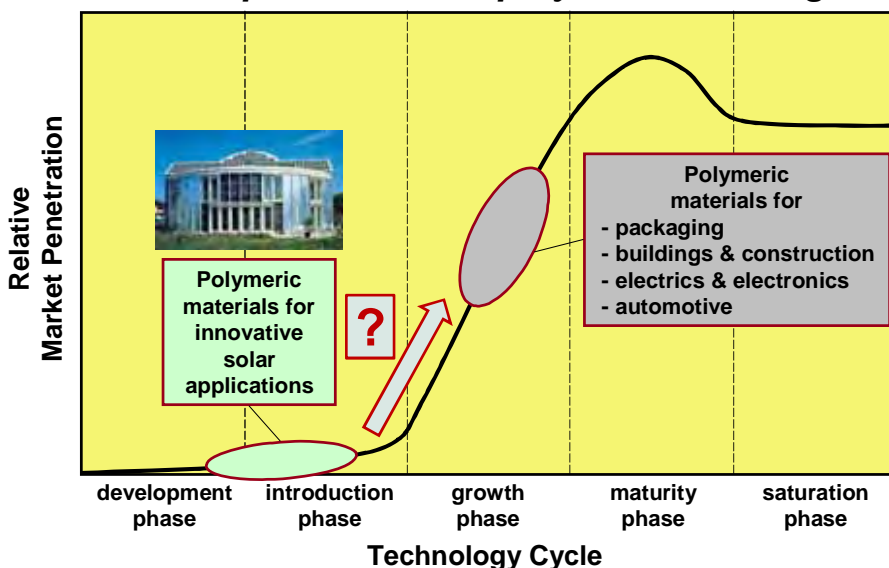 Relative
Market Penetration
Polymeric
materials for
innovative
solar
applications
?
Polymeric
materials for
- packaging
- buildings & construction
- electrics & electronics
- automotive
development
phase
introduction
phase
growth
phase
maturity
phase
saturation
phase
Technology Cycle